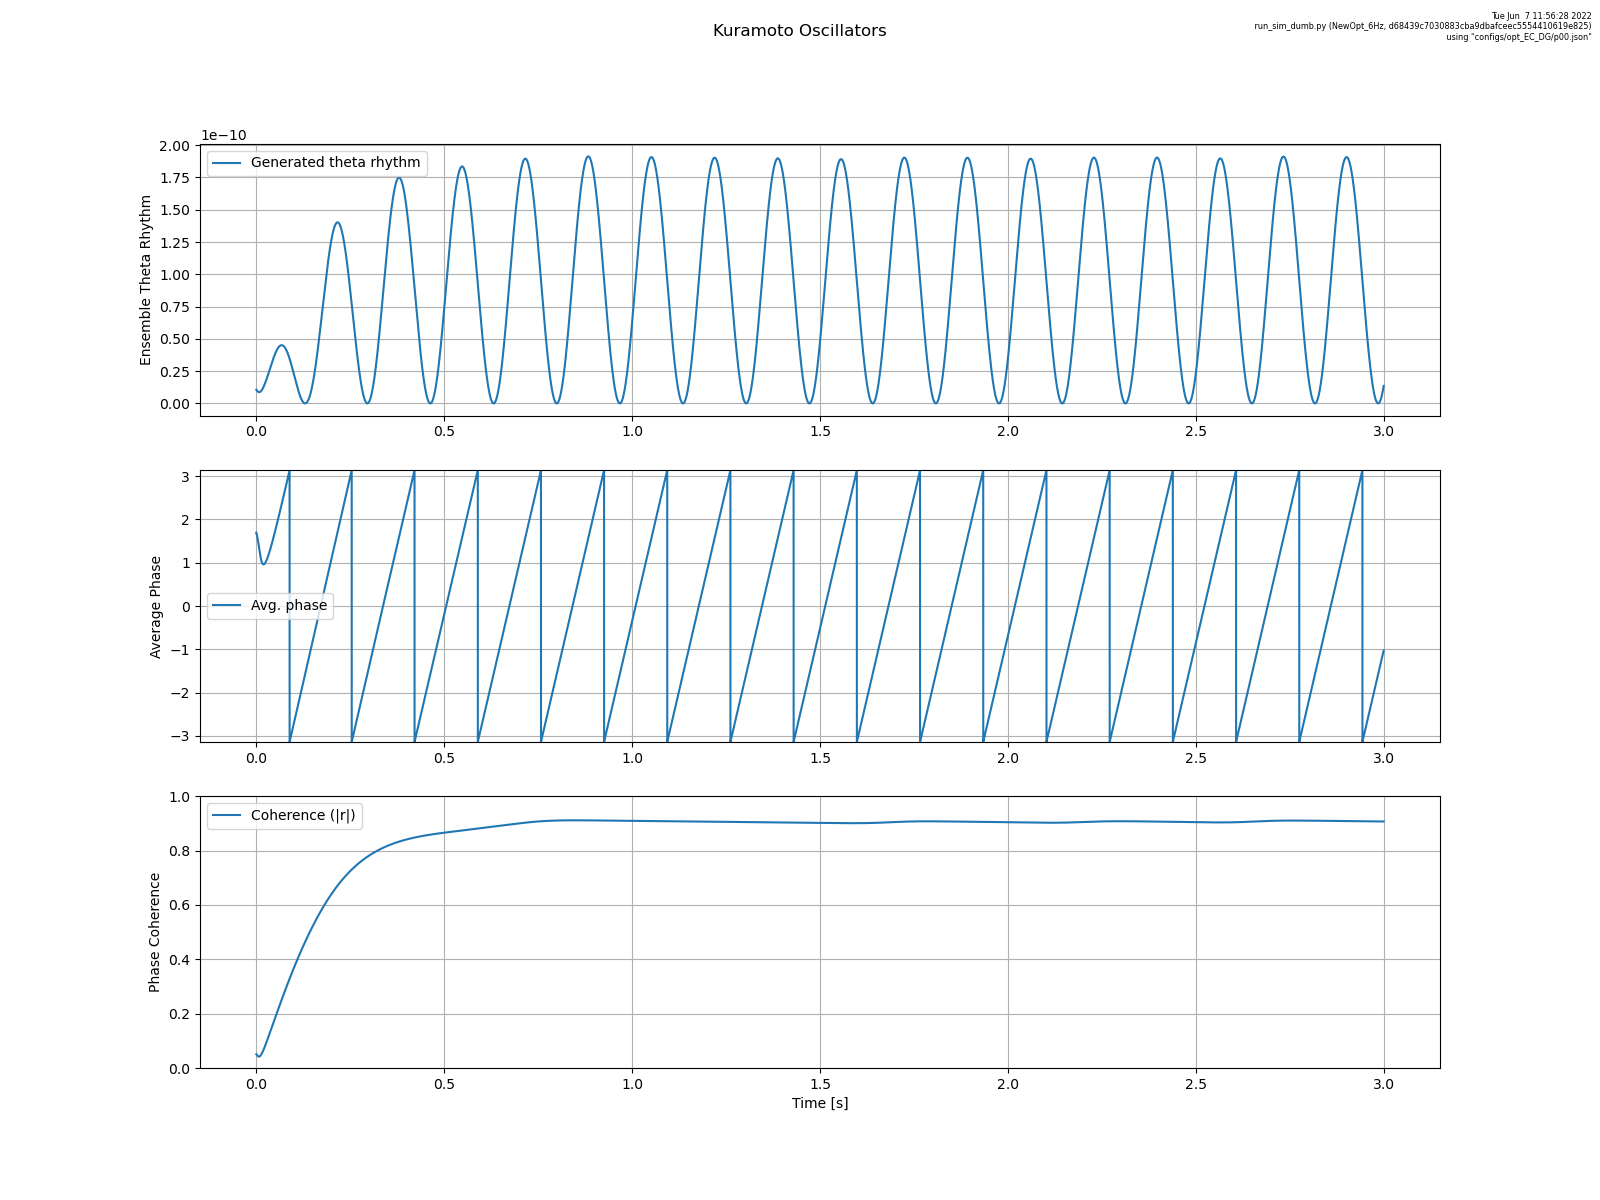 Kuramoto Oscillators
Tue Jun  7 11:56:28 2022
run_sim_dumb.py (NewOpt_6Hz, d68439c7030883cba9dbafceec5554410619e825)
using "configs/opt_EC_DG/p00.json"
1e−10
2.00
1.75
1.50
1.25
1.00
0.75
0.50
0.25
0.00
Ensemble Theta Rhythm
Generated theta rhythm
0.0 0.5 1.0 1.5 2.0 2.5 3.0
3
2
1
0
−1
−2
−3
Average Phase
Avg. phase
0.0 0.5 1.0 1.5 2.0 2.5 3.0
1.0
0.8
0.6
0.4
0.2
0.0
Phase Coherence
Coherence (|r|)
0.0 0.5 1.0 1.5 2.0 2.5 3.0
Time [s]